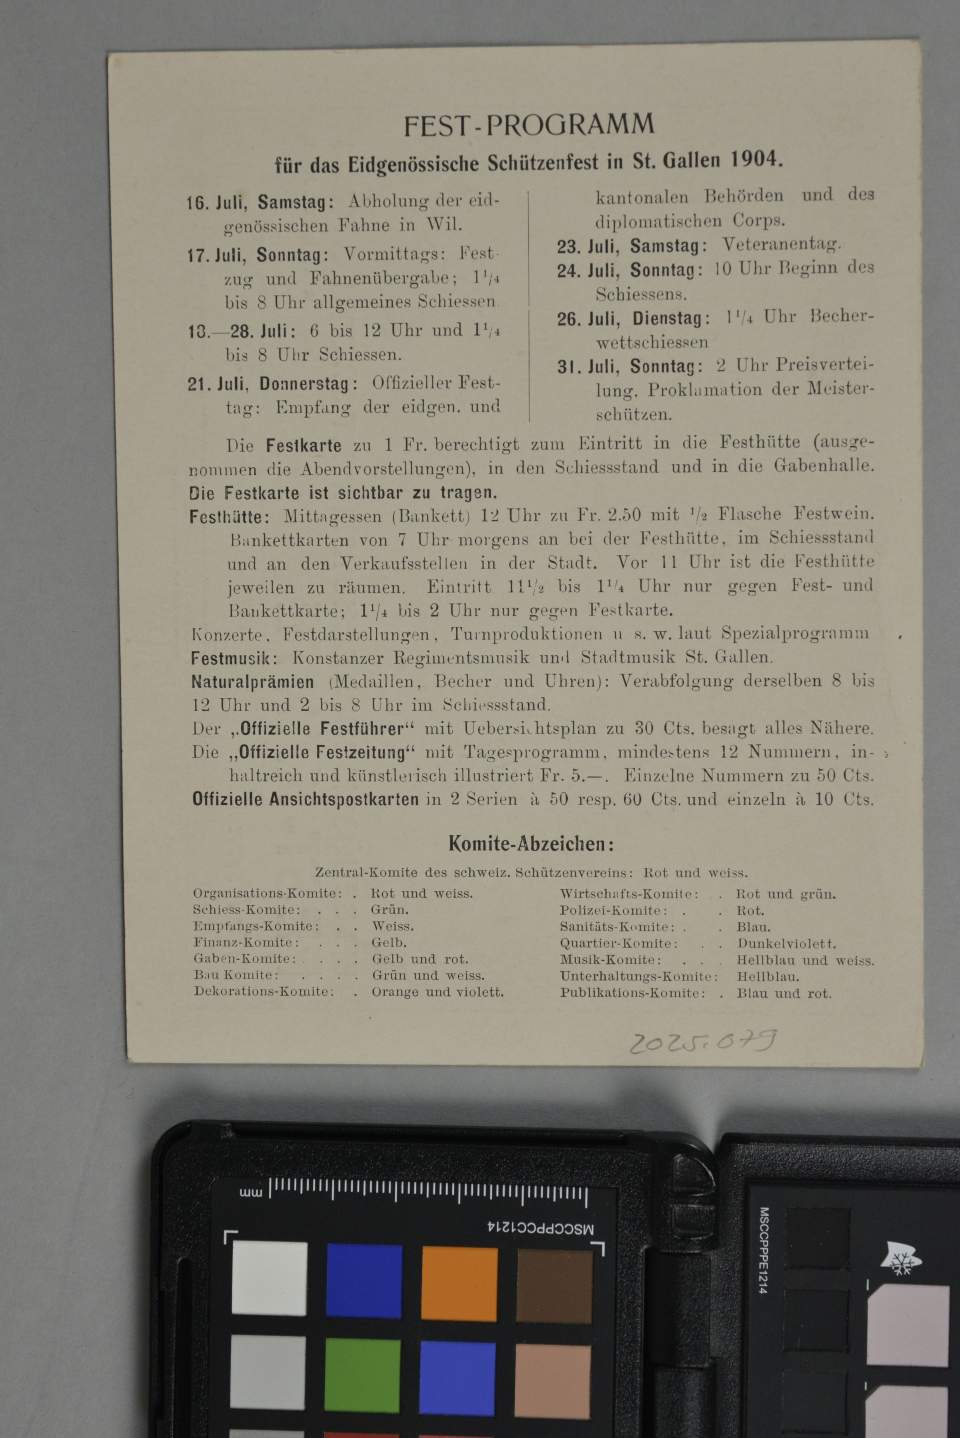 FEST-PROGRAMM
für das Eidgenössische Schützenfest in St. Gallen 1904.
16. Juli, Samstag: Abholung der eid-
genössischen Fahne in Wil.
17. Juli, Sonntag: Vormittags: Fest-
zug und Fahnenübergabe; 1¹/₄
bis 8 Uhr allgemeines Schiessen
18.—28. Juli: 6 bis 12 Uhr und 1¹/₄
bis 8 Uhr Schiessen.
21. Juli, Donnerstag: Offizieller Fest-
tag: Empfang der eidgen. und
kantonalen Behörden und des
diplomatischen Corps.
23. Juli, Samstag: Veteranentag.
24. Juli, Sonntag: 10 Uhr Beginn des
Schiessens.
26. Juli, Dienstag: 1¹/₄ Uhr Becher-
wettschiessen
31. Juli, Sonntag: 2 Uhr Preisvertei-
lung, Proklamation der Meister-
schützen.
Die Festkarte zu 1 Fr. berechtigt zum Eintritt in die Festhütte (ausge-
nommen die Abendvorstellungen), in den Schiessstand und in die Gabenhalle.
Die Festkarte ist sichtbar zu tragen.
Festhütte: Mittagessen (Bankett) 12 Uhr zu Fr. 2.50 mit ¹/₂ Flasche Festwein.
Bankettkarten von 7 Uhr morgens an bei der Festhütte, im Schiessstand
und an den Verkaufsstellen in der Stadt. Vor 11 Uhr ist die Festhütte
jeweilen zu räumen. Eintritt 11¹/₂ bis 1¹/₄ Uhr nur gegen Fest- und
Bankettkarte; 1¹/₄ bis 2 Uhr nur gegen Festkarte.
Konzerte, Festdarstellungen, Turnproduktionen u s. w. laut Spezialprogramm
Festmusik: Konstanzer Regimentsmusik und Stadtmusik St. Gallen.
Naturalprämien (Medaillen, Becher und Uhren): Verabfolgung derselben 8 bis
12 Uhr und 2 bis 8 Uhr im Schiessstand.
Der „Offizielle Festführer“ mit Uebersichtsplan zu 30 Cts. besagt alles Nähere.
Die „Offizielle Festzeitung“ mit Tagesprogramm, mindestens 12 Nummern, in-
haltreich und künstlerisch illustriert Fr. 5.—. Einzelne Nummern zu 50 Cts.
Offizielle Ansichtspostkarten in 2 Serien à 50 resp. 60 Cts. und einzeln à 10 Cts.
Komite-Abzeichen:
Zentral-Komite des schweiz. Schützenvereins: Rot und weiss.
Organisations-Komite: . Rot und weiss.
Schiess-Komite: . . . Grün.
Empfangs-Komite: . . Weiss.
Finanz-Komite: . . . Gelb.
Gaben-Komite: . . . . Gelb und rot.
Bau Komite: . . . . Grün und weiss.
Dekorations-Komite: . Orange und violett.
Wirtschafts-Komite: . Rot und grün.
Polizei-Komite: . . Rot.
Sanitäts-Komite: . . Blau.
Quartier-Komite: . . Dunkelviolett.
Musik-Komite: . . . Hellblau und weiss.
Unterhaltungs-Komite: Hellblau.
Publikations-Komite: . Blau und rot.
2025.079
mm
MSCCPPCC1214
MSCCPPPE1214